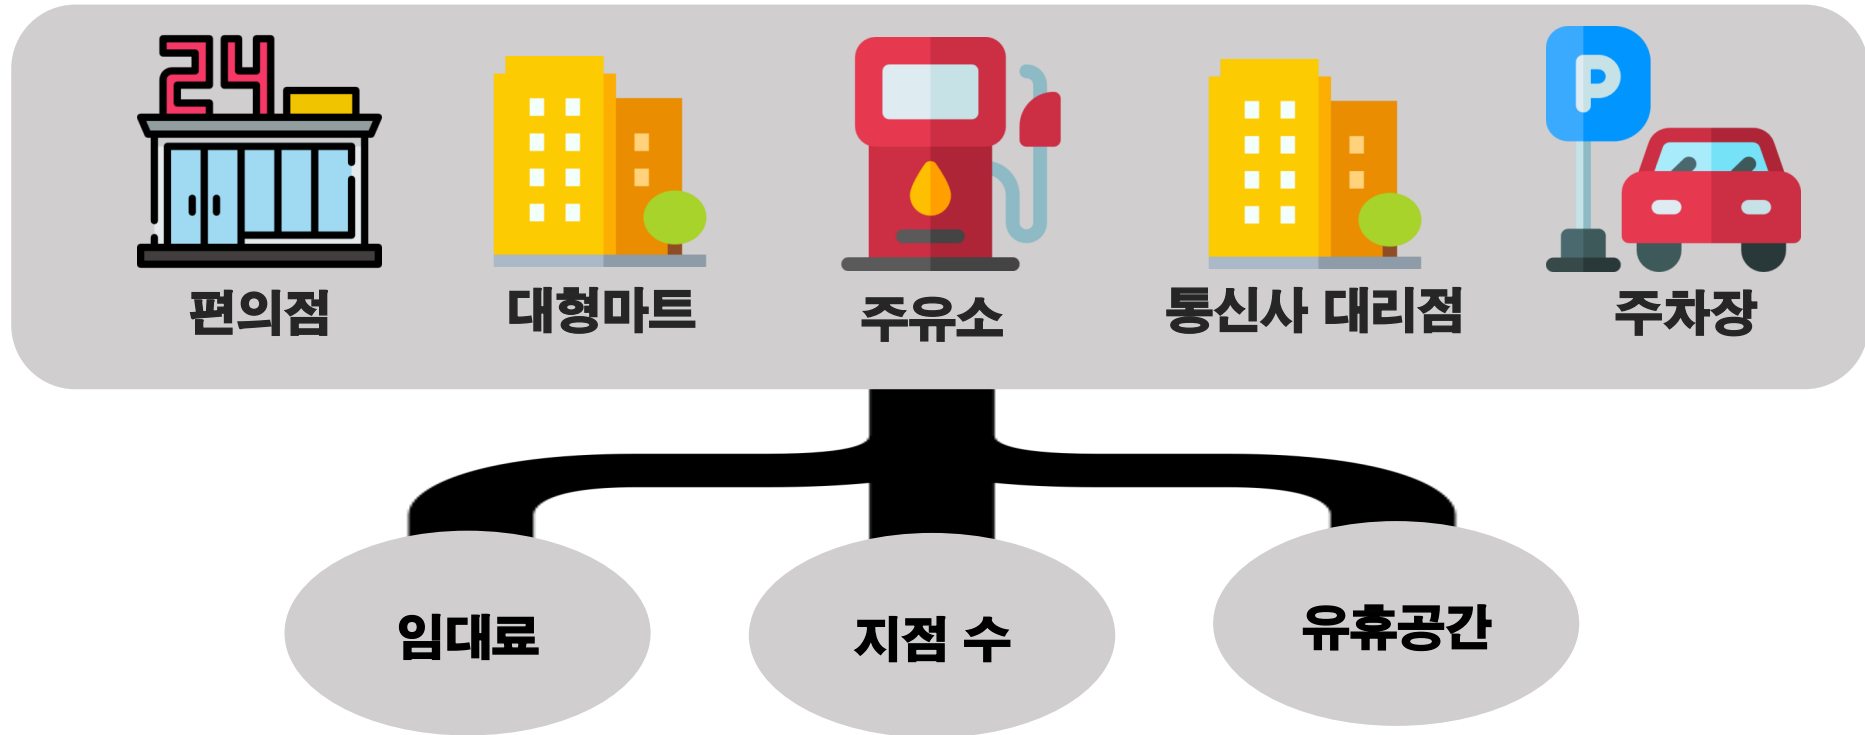 24
P
편의점
대형마트
주유소
통신사 대리점
주차장
임대료
지점 수
유휴공간